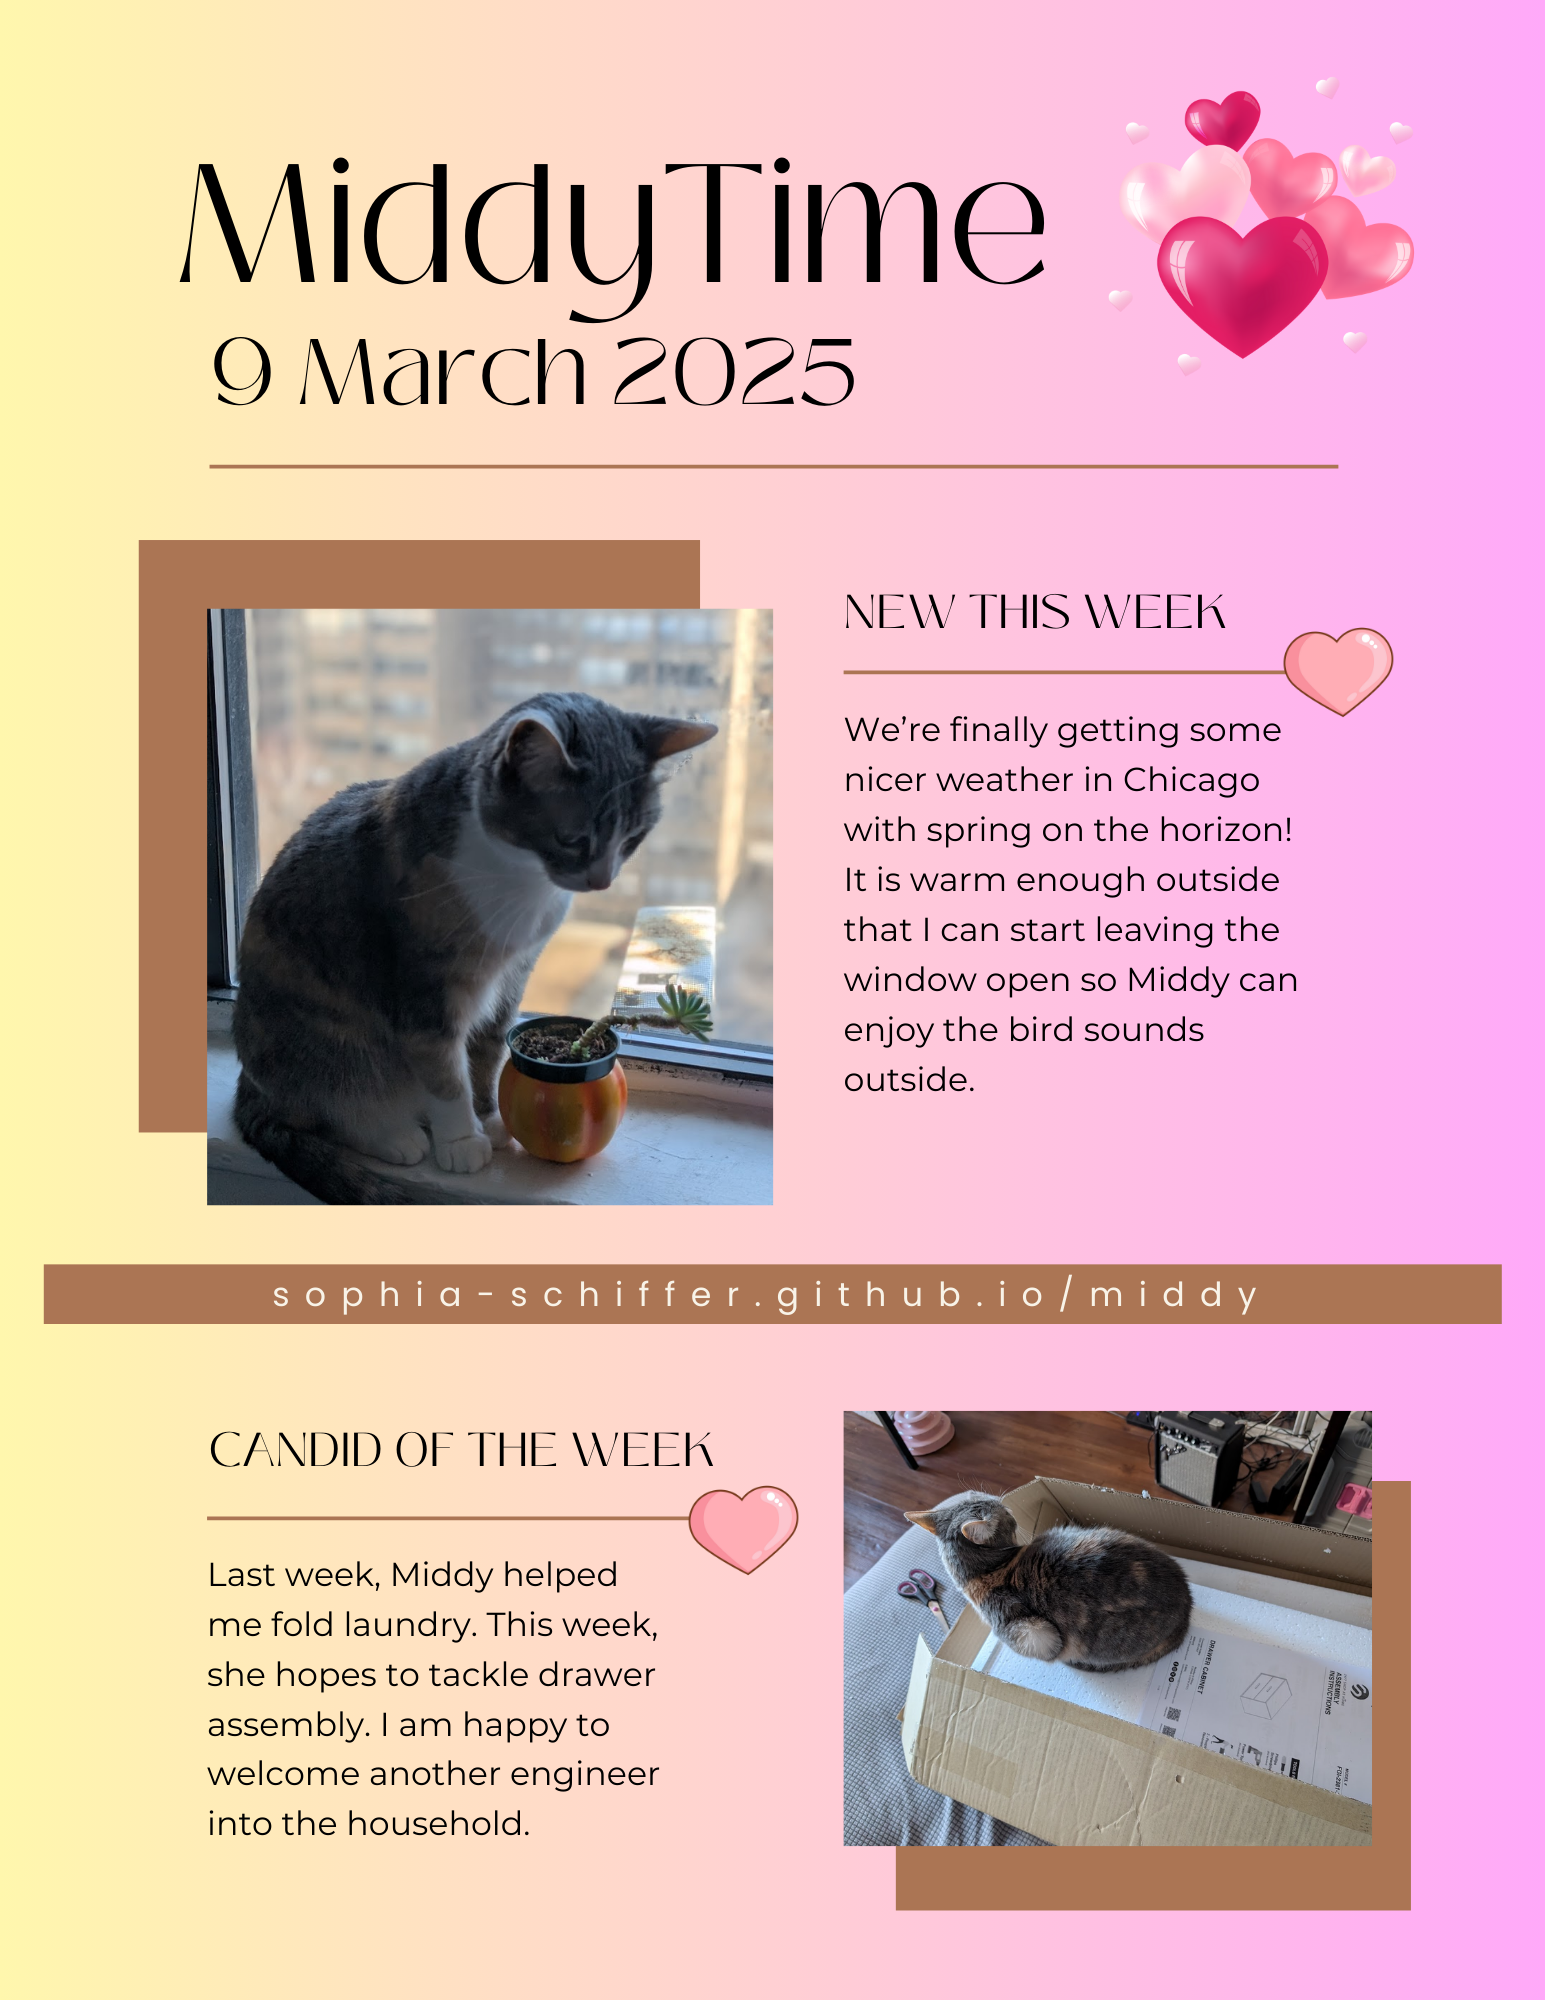 MiddyTime
9 March 2025
NEW THIS WEEK
We’re finally getting some
nicer weather in Chicago
with spring on the horizon!
It is warm enough outside
that I can start leaving the
window open so Middy can
enjoy the bird sounds
outside.
sophia-schiffer.github.io/middy
CANDID OF THE WEEK
Last week, Middy helped
me fold laundry. This week,
she hopes to tackle drawer
assembly. I am happy to
welcome another engineer
into the household.
DRAWER CABINET
ASSEMBLY
INSTRUCTIONS